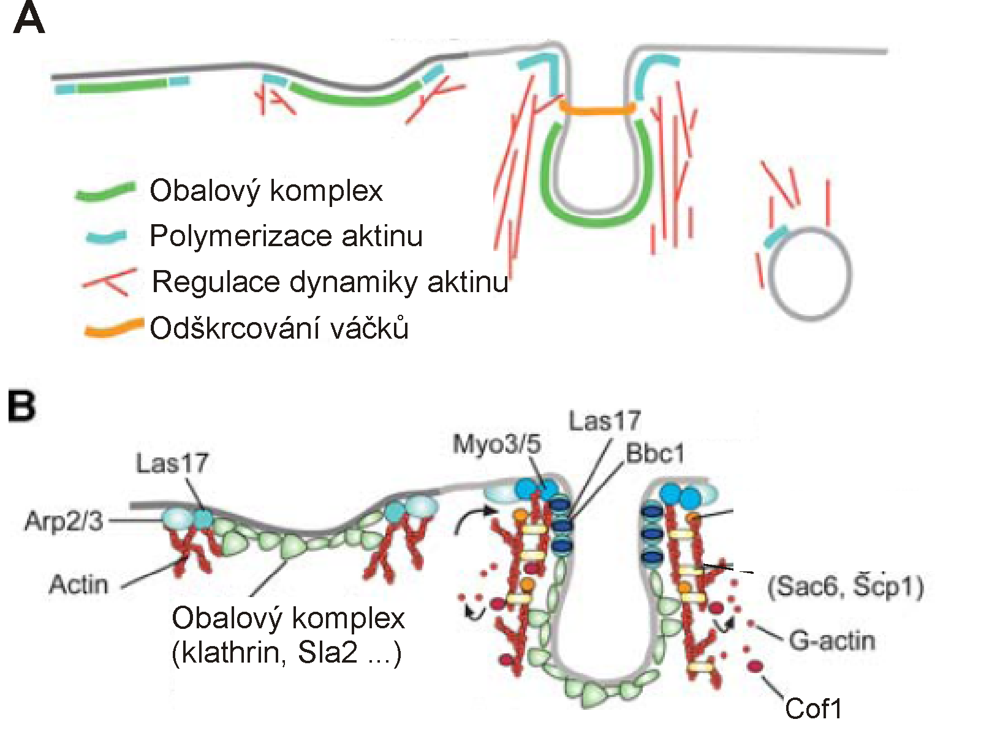 A
Obalový komplex
Polymerizace aktinu
Regulace dynamiky aktinu
Odškrcování váčků
B
Las17
Myo3/5
Las17
Bbc1
Arp2/3
Actin
(Sac6, Scp1)
Obalový komplex
(klathrin, Sla2 ...)
G-actin
Cof1